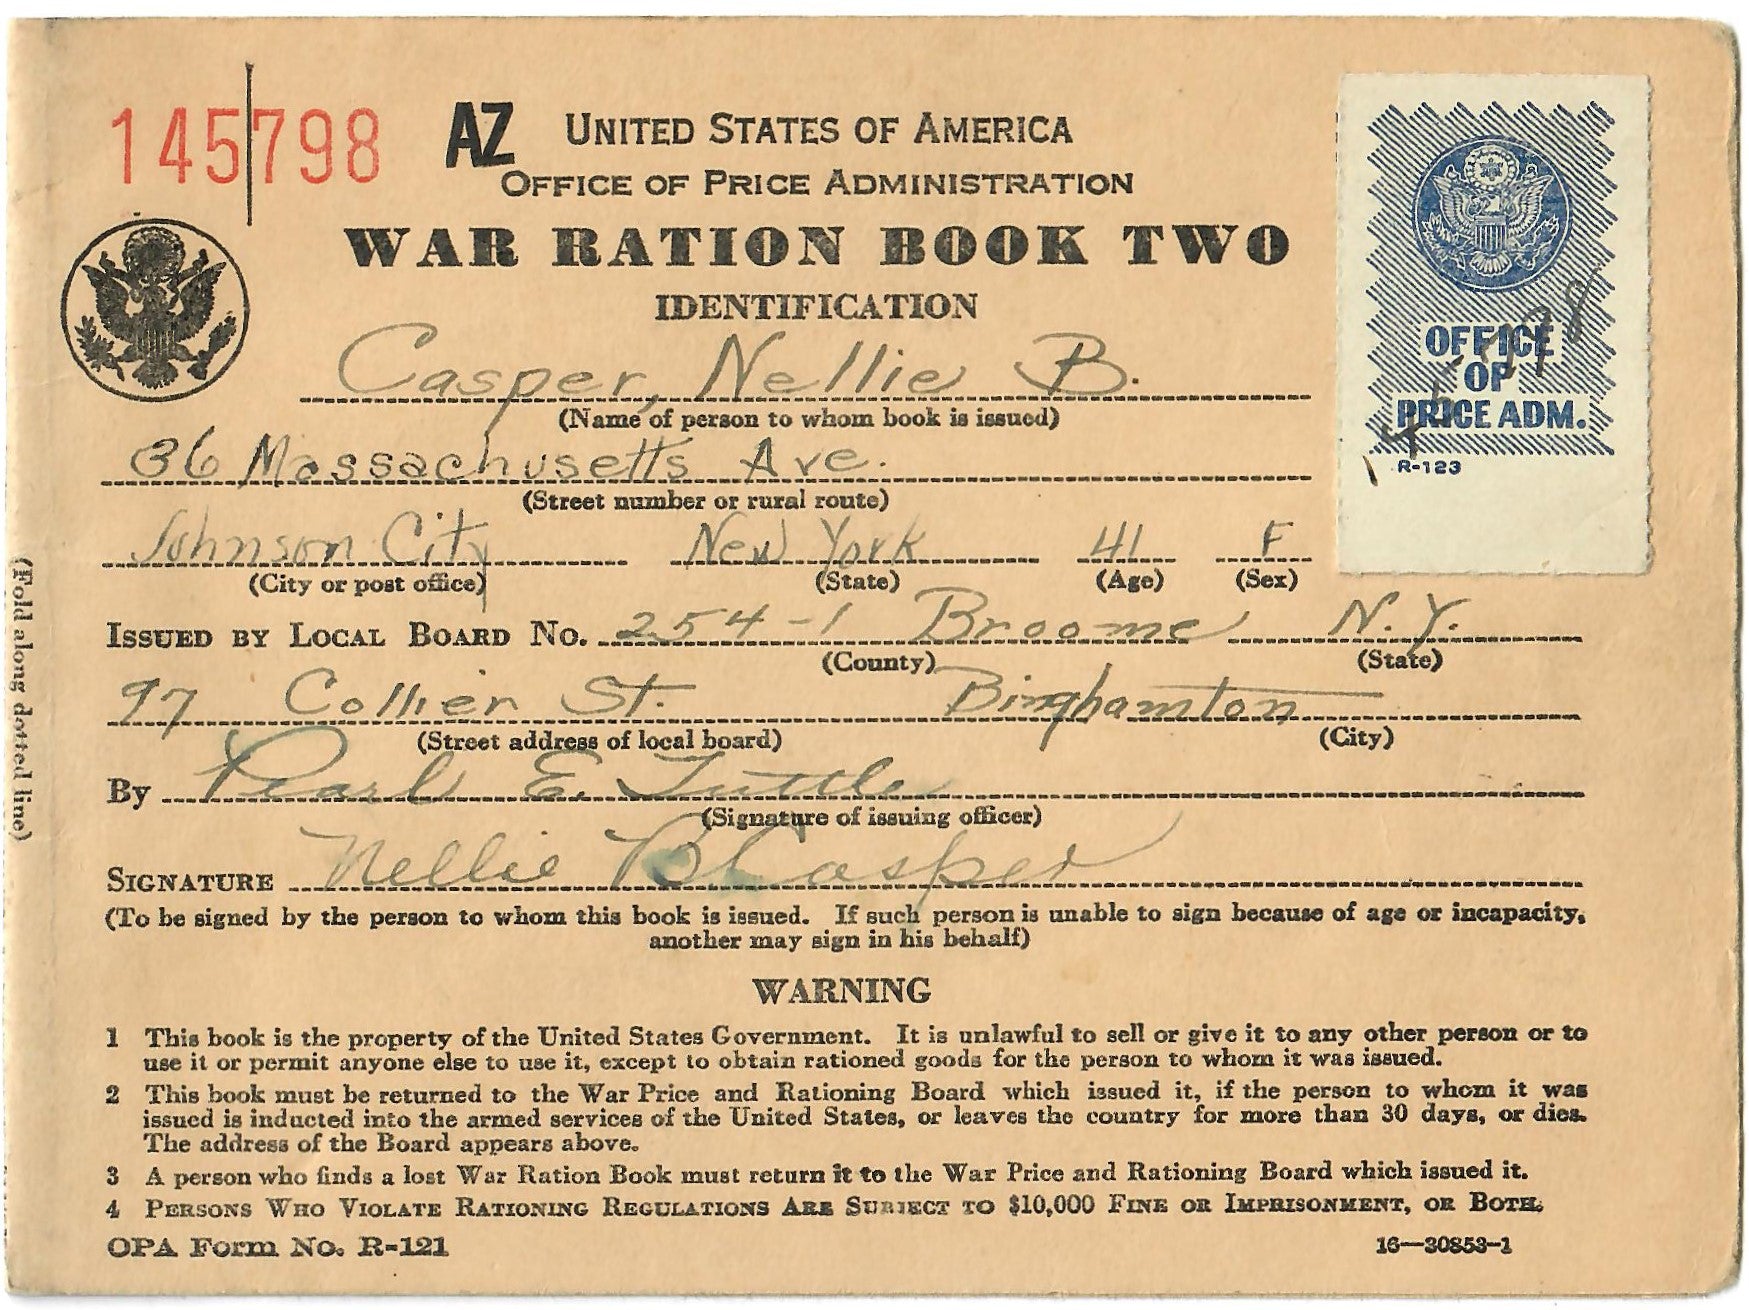 145798 AZ UNITED STATES OF AMERICA
OFFICE OF PRICE ADMINISTRATION
WAR RATION BOOK TWO
IDENTIFICATION
Casper, Nellie B.
(Name of person to whom book is issued)
36 Massachusetts Ave.
(Street number or rural route)
Johnson City New York 41 F
(City or post office) (State) (Age) (Sex)
ISSUED BY LOCAL BOARD NO. 254-1 Broome N.Y.
(County) (State)
97 Collier St. Binghamton
(Street address of local board) (City)
By Pearl E. Tuttle
(Signature of issuing officer)
SIGNATURE Nellie B Casper
(To be signed by the person to whom this book is issued. If such person is unable to sign because of age or incapacity,
another may sign in his behalf)
WARNING
1 This book is the property of the United States Government. It is unlawful to sell or give it to any other person or to
use it or permit anyone else to use it, except to obtain rationed goods for the person to whom it was issued.
2 This book must be returned to the War Price and Rationing Board which issued it, if the person to whom it was
issued is inducted into the armed services of the United States, or leaves the country for more than 30 days, or dies.
The address of the Board appears above.
3 A person who finds a lost War Ration Book must return it to the War Price and Rationing Board which issued it.
4 PERSONS WHO VIOLATE RATIONING REGULATIONS ARE SUBJECT TO $10,000 FINE OR IMPRISONMENT, OR BOTH.
OPA Form No. R-121 16—30853-1
OFFICE
OF
PRICE ADM.
R-123
145798
(Fold along dotted line)